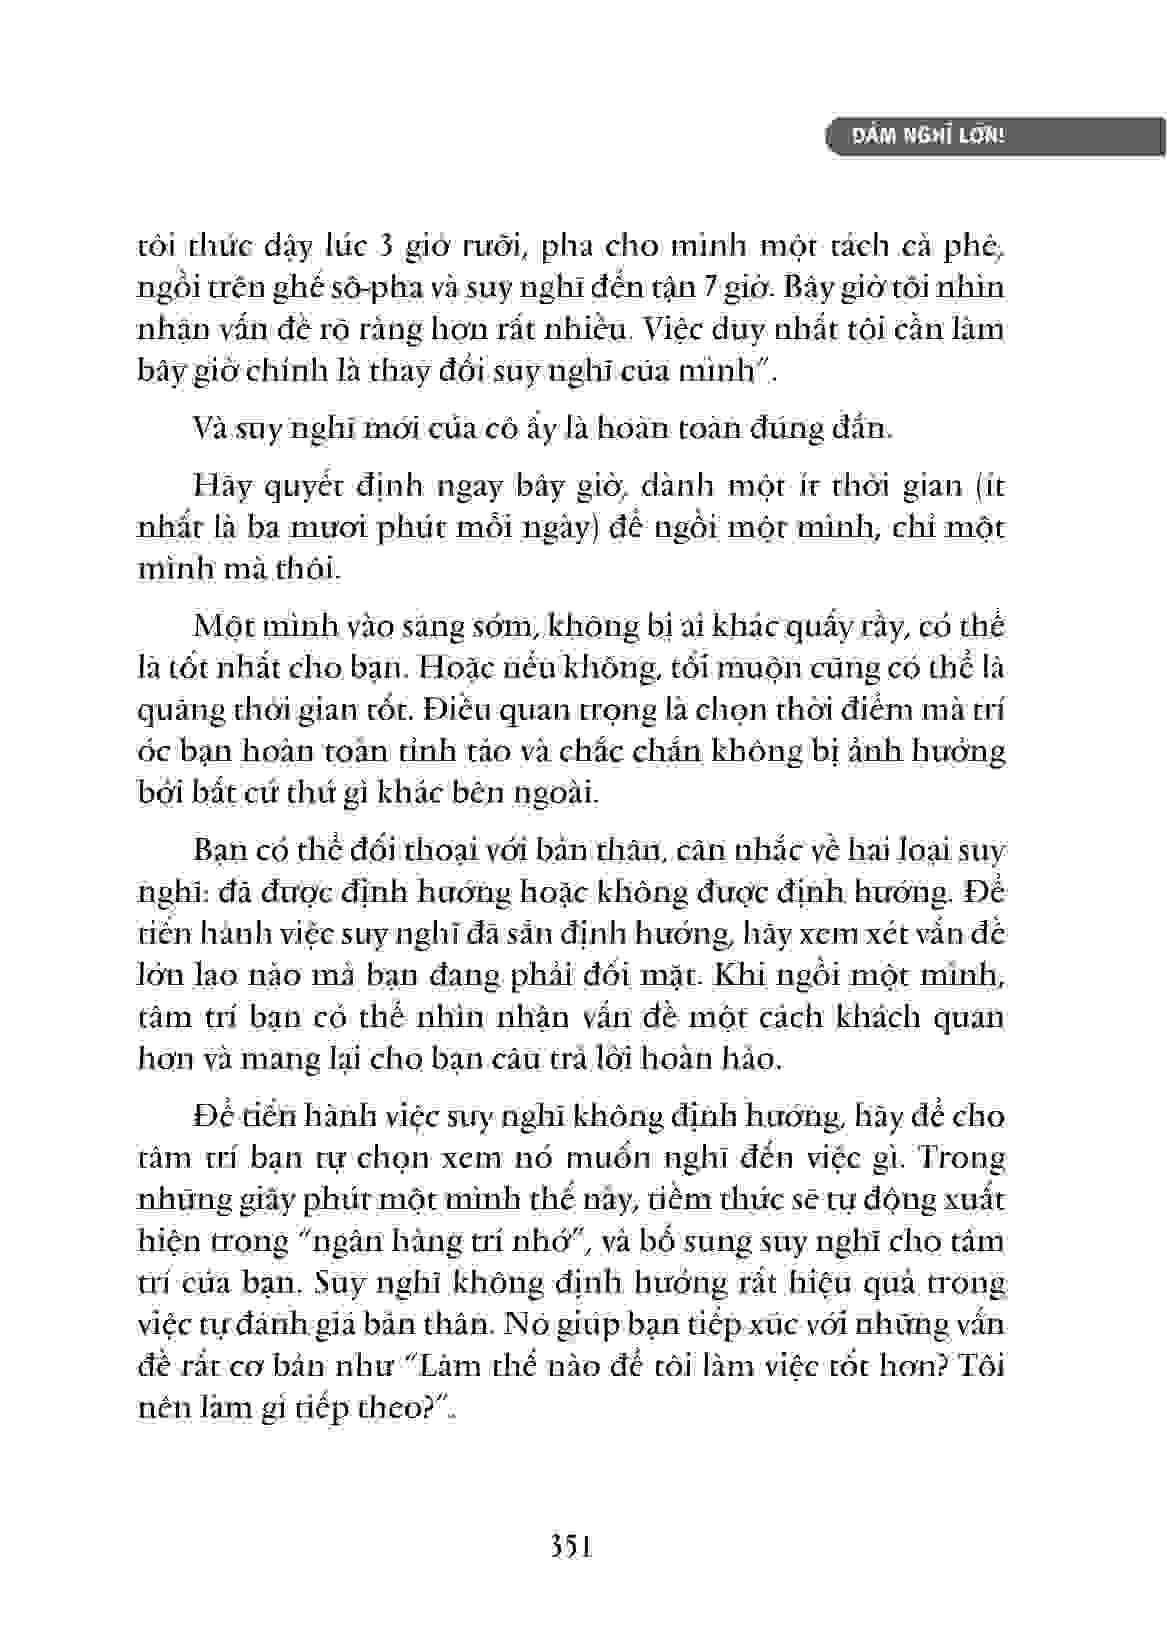 DÁM NGHĨ LỚN!
tôi thức dậy lúc 3 giờ rưỡi, pha cho mình một tách cà phê,
ngồi trên ghế sô-pha và suy nghĩ đến tận 7 giờ. Bây giờ tôi nhìn
nhận vấn đề rõ ràng hơn rất nhiều. Việc duy nhất tôi cần làm
bây giờ chính là thay đổi suy nghĩ của mình”.
Và suy nghĩ mới của cô ấy là hoàn toàn đúng đắn.
Hãy quyết định ngay bây giờ, dành một ít thời gian (ít
nhất là ba mươi phút mỗi ngày) để ngồi một mình, chỉ một
mình mà thôi.
Một mình vào sáng sớm, không bị ai khác quấy rầy, có thể
là tốt nhất cho bạn. Hoặc nếu không, tối muộn cũng có thể là
quãng thời gian tốt. Điều quan trọng là chọn thời điểm mà trí
óc bạn hoàn toàn tỉnh táo và chắc chắn không bị ảnh hưởng
bởi bất cứ thứ gì khác bên ngoài.
Bạn có thể đối thoại với bản thân, cân nhắc về hai loại suy
nghĩ: đã được định hướng hoặc không được định hướng. Để
tiến hành việc suy nghĩ đã sẵn định hướng, hãy xem xét vấn đề
lớn lao nào mà bạn đang phải đối mặt. Khi ngồi một mình,
tâm trí bạn có thể nhìn nhận vấn đề một cách khách quan
hơn và mang lại cho bạn câu trả lời hoàn hảo.
Để tiến hành việc suy nghĩ không định hướng, hãy để cho
tâm trí bạn tự chọn xem nó muốn nghĩ đến việc gì. Trong
những giây phút một mình thế này, tiềm thức sẽ tự động xuất
hiện trong “ngân hàng trí nhớ”, và bổ sung suy nghĩ cho tâm
trí của bạn. Suy nghĩ không định hướng rất hiệu quả trong
việc tự đánh giá bản thân. Nó giúp bạn tiếp xúc với những vấn
đề rất cơ bản như “Làm thế nào để tôi làm việc tốt hơn? Tôi
nên làm gì tiếp theo?”.
351